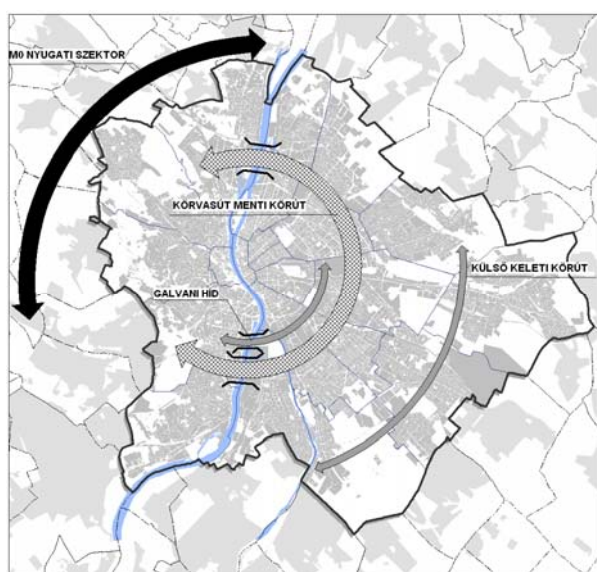 M0 NYUGATI SZEKTOR
KÖRVASÚT MENTI KÖRÚT
KÜLSŐ KELETI KÖRÚT
GALVANI HÍD